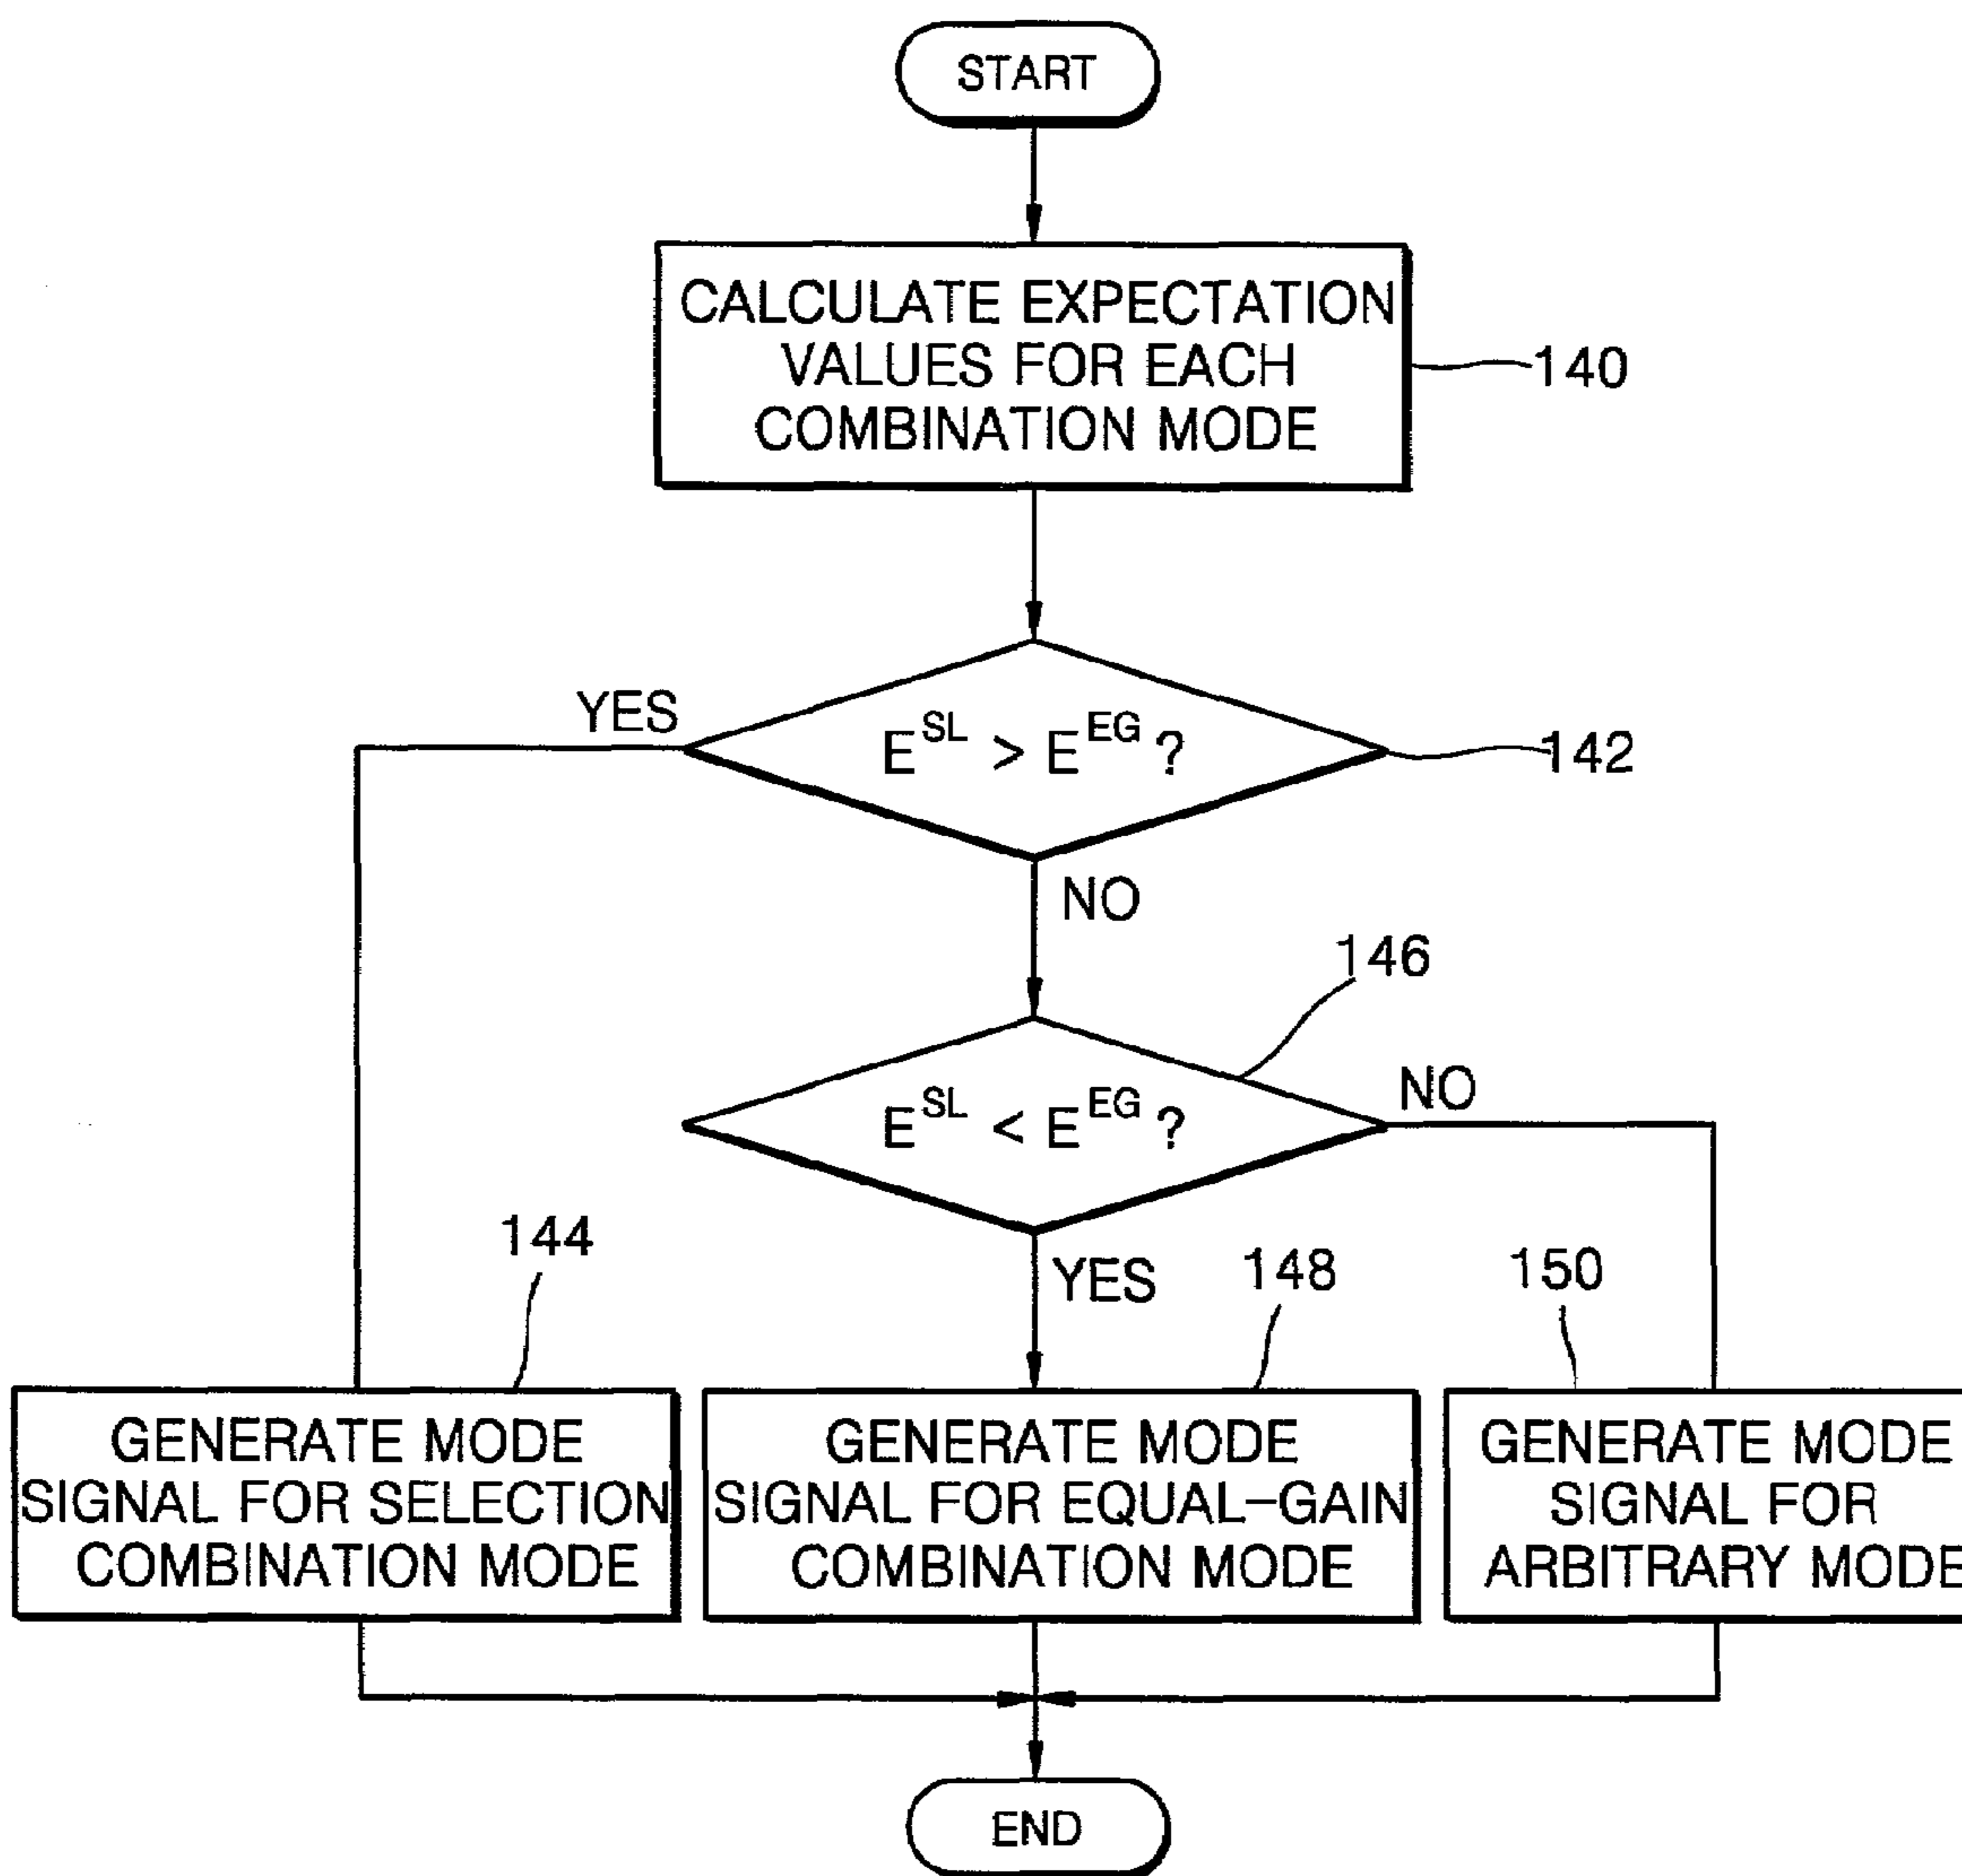 START
CALCULATE EXPECTATION
VALUES FOR EACH
COMBINATION MODE
140
YES
E^SL > E^EG ?
142
NO
146
E^SL < E^EG ?
NO
144
YES
148
150
GENERATE MODE
SIGNAL FOR SELECTION
COMBINATION MODE
GENERATE MODE
SIGNAL FOR EQUAL-GAIN
COMBINATION MODE
GENERATE MODE
SIGNAL FOR
ARBITRARY MODE
END